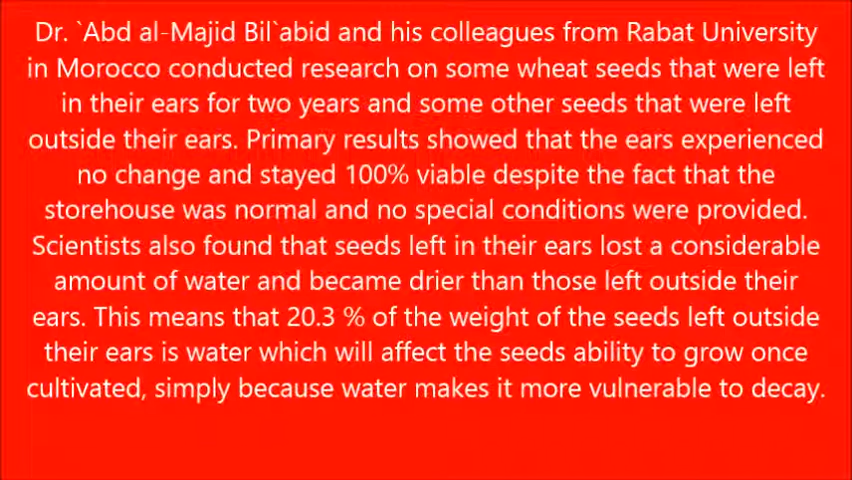 Dr. `Abd al-Majid Bil`abid and his colleagues from Rabat University
in Morocco conducted research on some wheat seeds that were left
in their ears for two years and some other seeds that were left
outside their ears. Primary results showed that the ears experienced
no change and stayed 100% viable despite the fact that the
storehouse was normal and no special conditions were provided.
Scientists also found that seeds left in their ears lost a considerable
amount of water and became drier than those left outside their
ears. This means that 20.3 % of the weight of the seeds left outside
their ears is water which will affect the seeds ability to grow once
cultivated, simply because water makes it more vulnerable to decay.